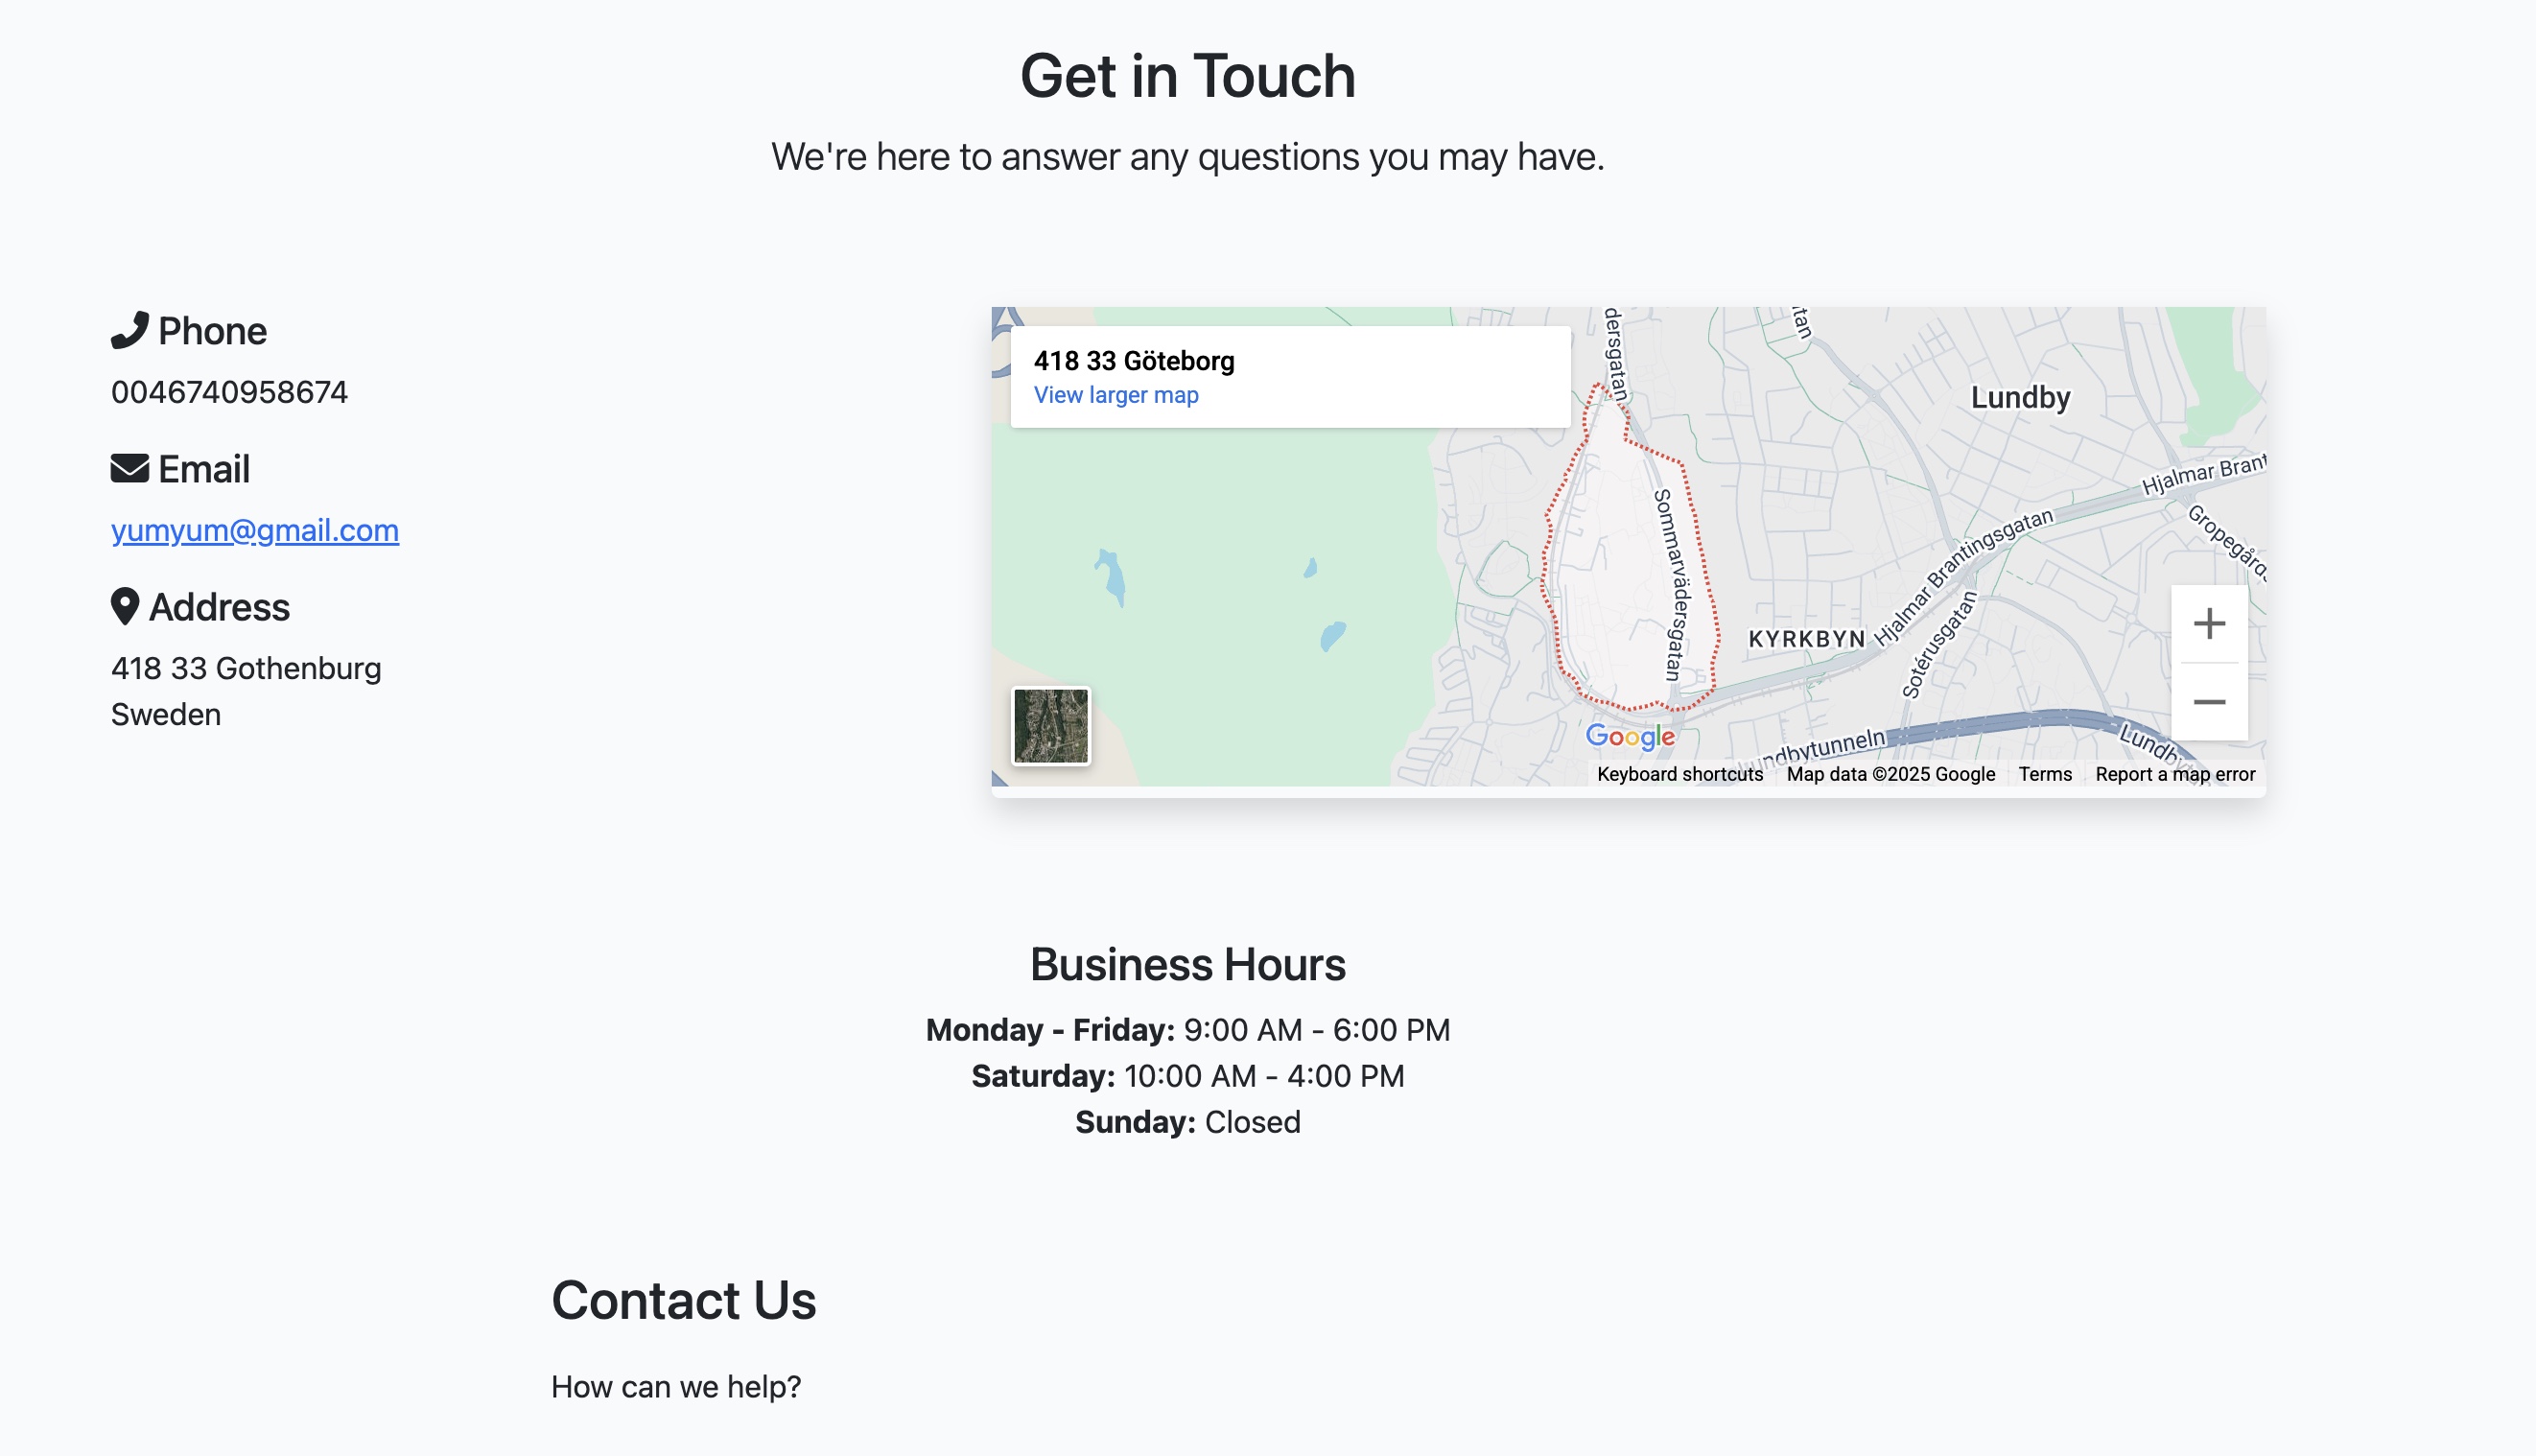 Get in Touch
We're here to answer any questions you may have.
Phone
0046740958674
Email
yumyum@gmail.com
Address
418 33 Gothenburg
Sweden
418 33 Göteborg
View larger map
dersgatan
tan
Lundby
Hjalmar Brant
Hjalmar Brantingsgatan
Gropegårds
Sommarvädersgatan
KYRKBYN
Sotérusgatan
Google
undbytunneln
Lundbyt
Keyboard shortcuts
Map data ©2025 Google
Terms
Report a map error
Business Hours
Monday - Friday: 9:00 AM - 6:00 PM
Saturday: 10:00 AM - 4:00 PM
Sunday: Closed
Contact Us
How can we help?